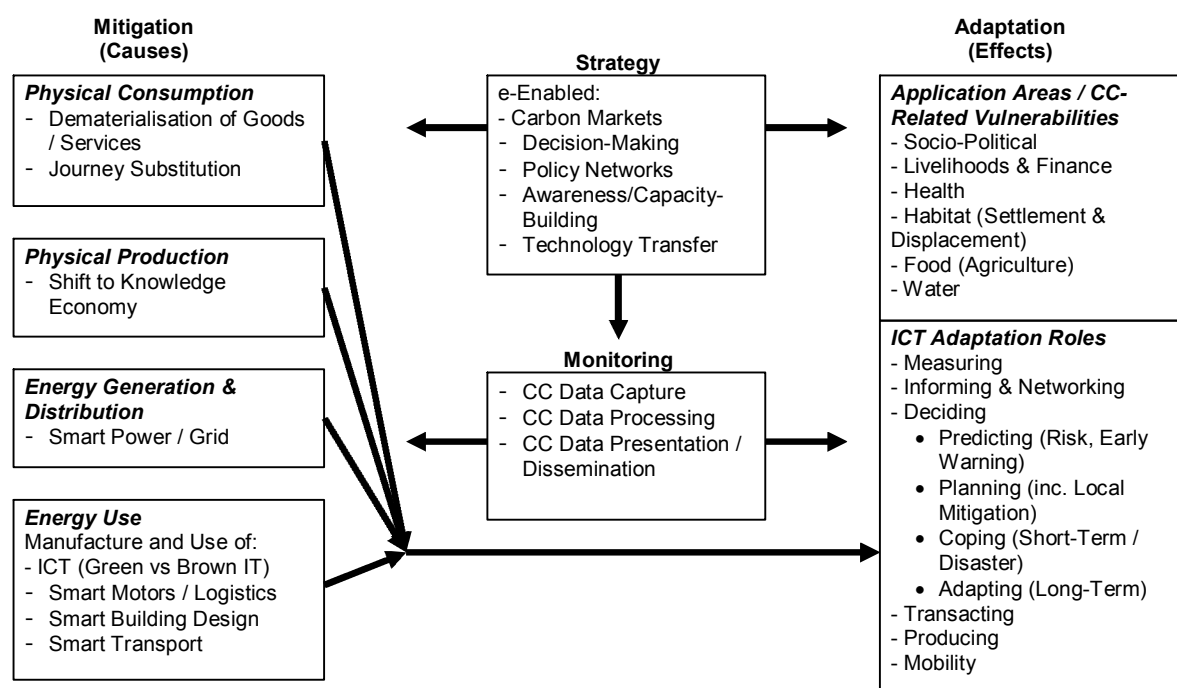 Mitigation
(Causes)
Physical Consumption
- Dematerialisation of Goods
/ Services
- Journey Substitution
Physical Production
- Shift to Knowledge
Economy
Energy Generation &
Distribution
- Smart Power / Grid
Energy Use
Manufacture and Use of:
- ICT (Green vs Brown IT)
- Smart Motors / Logistics
- Smart Building Design
- Smart Transport
Strategy
e-Enabled:
- Carbon Markets
- Decision-Making
- Policy Networks
- Awareness/Capacity-
Building
- Technology Transfer
Monitoring
- CC Data Capture
- CC Data Processing
- CC Data Presentation /
Dissemination
Adaptation
(Effects)
Application Areas / CC-
Related Vulnerabilities
- Socio-Political
- Livelihoods & Finance
- Health
- Habitat (Settlement &
Displacement)
- Food (Agriculture)
- Water
ICT Adaptation Roles
- Measuring
- Informing & Networking
- Deciding
• Predicting (Risk, Early
Warning)
• Planning (inc. Local
Mitigation)
• Coping (Short-Term /
Disaster)
• Adapting (Long-Term)
- Transacting
- Producing
- Mobility